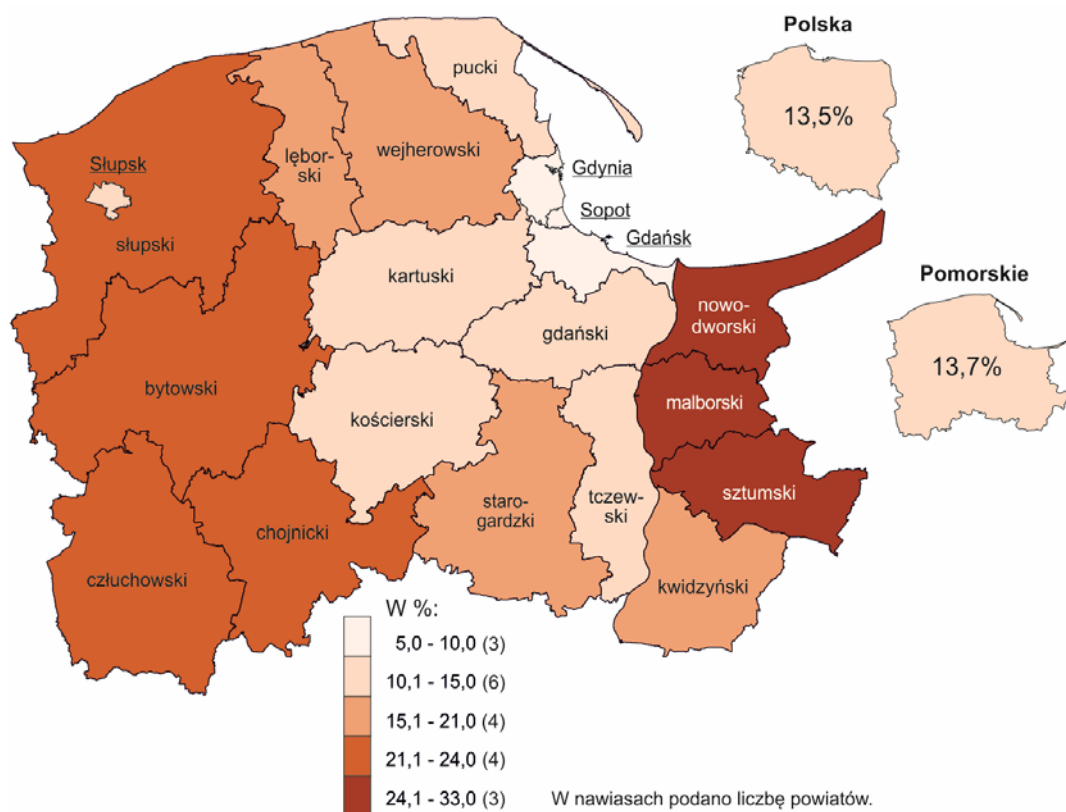 Polska
13,5%
pucki
lębor-
ski
wejherowski
Słupsk
Gdynia
Sopot
Gdańsk
słupski
kartuski
gdański
nowo-
dworski
Pomorskie
13,7%
bytowski
kościerski
malborski
staro-
gardzki
tczew-
ski
sztumski
chojnicki
człuchowski
kwidzyński
W %:
5,0 - 10,0 (3)
10,1 - 15,0 (6)
15,1 - 21,0 (4)
21,1 - 24,0 (4)
24,1 - 33,0 (3)
W nawiasach podano liczbę powiatów.